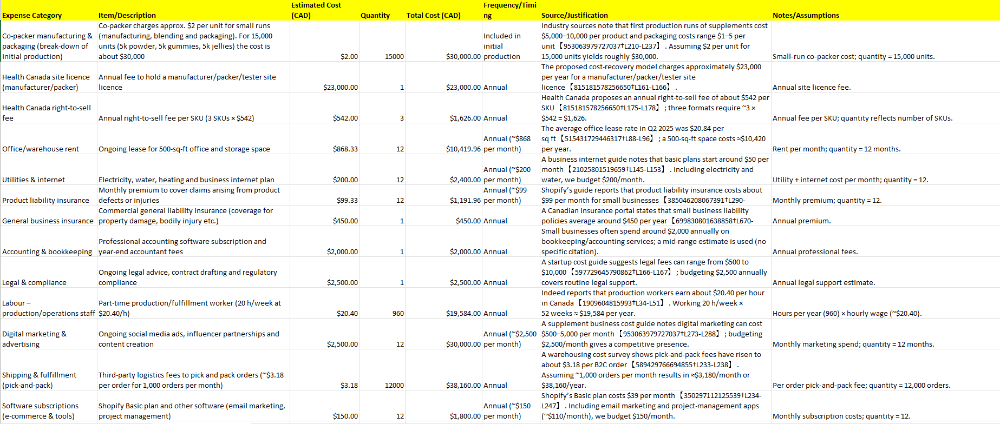 Expense Category Item/Description Estimated Cost (CAD) Quantity Total Cost (CAD) Frequency/Timing Source/Justification Notes/Assumptions
Co-packer manufacturing &
packaging (break-down of
initial production)
Co-packer charges approx. $2 per unit for small runs
(manufacturing, blending and packaging). For 15,000
units (5k powder, 5k gummies, 5k jellies) the cost is
about $30,000
$2.00
15000
$30,000.00
Included in
initial
production
Industry sources note that first production runs of supplements cost
$5,000–10,000 per product and packaging costs range $1–5 per
unit【953063979727037†L210-L237】. Assuming $2 per unit for
15,000 units yields roughly $30,000.
Small-run co-packer cost; quantity = 15,000 units.
Health Canada site licence
(manufacturer/packer)
Annual fee to hold a manufacturer/packer/tester site
licence
$23,000.00
1
$23,000.00
Annual
The proposed cost-recovery model charges approximately $23,000
per year for a manufacturer/packer/tester site
licence【815181578256650†L161-L166】.
Annual site licence fee.
Health Canada right-to-sell
fee
Annual right-to-sell fee per SKU (3 SKUs × $542)
$542.00
3
$1,626.00
Annual
Health Canada proposes an annual right-to-sell fee of about $542 per
SKU【815181578256650†L175-L178】; three formats require ~3 ×
$542 = $1,626.
Annual fee per SKU; quantity reflects number of SKUs.
Office/warehouse rent
Ongoing lease for 500-sq-ft office and storage space
$868.33
12
$10,419.96
Annual (~$868
per month)
The average office lease rate in Q2 2025 was $20.84 per
sq ft【515431729446317†L88-L96】; a 500-sq-ft space costs ≈$10,420
per year.
Rent per month; quantity = 12 months.
Utilities & internet
Electricity, water, heating and business internet plan
$200.00
12
$2,400.00
Annual (~$200
per month)
A business internet guide notes that basic plans start around $50 per
month【21025801519659†L145-L153】. Including electricity and
water, we budget $200/month.
Utility + internet cost per month; quantity = 12.
Product liability insurance
Monthly premium to cover claims arising from product
defects or injuries
$99.33
12
$1,191.96
Annual (~$99
per month)
Shopify’s guide reports that product liability insurance costs about
$99 per month for small businesses【385046208067391†L290-
Monthly premium; quantity = 12.
General business insurance
Commercial general liability insurance (coverage for
property damage, bodily injury etc.)
$450.00
1
$450.00
Annual
A Canadian insurance portal states that small business liability
policies average around $450 per year【699830801638858†L670-
Annual premium.
Accounting & bookkeeping
Professional accounting software subscription and
year-end accountant fees
$2,000.00
1
$2,000.00
Annual
Small businesses often spend around $2,000 annually on
bookkeeping/accounting services; a mid-range estimate is used (no
specific citation).
Annual professional fees.
Legal & compliance
Ongoing legal advice, contract drafting and regulatory
compliance
$2,500.00
1
$2,500.00
Annual
A startup cost guide suggests legal fees can range from $500 to
$10,000【597729645790862†L166-L167】; budgeting $2,500 annually
covers routine legal support.
Annual legal support estimate.
Labour –
production/operations staff
Part-time production/fulfillment worker (20 h/week at
$20.40/h)
$20.40
960
$19,584.00
Annual
Indeed reports that production workers earn about $20.40 per hour
in Canada【1909604815993†L34-L51】. Working 20 h/week ×
52 weeks ≈ $19,584 per year.
Hours per year (960) × hourly wage (~$20.40).
Digital marketing &
advertising
Ongoing social media ads, influencer partnerships and
content creation
$2,500.00
12
$30,000.00
Annual (~$2,500
per month)
A supplement business cost guide notes digital marketing can cost
$500–5,000 per month【953063979727037†L273-L288】; budgeting
$2,500/month gives a competitive presence.
Monthly marketing spend; quantity = 12 months.
Shipping & fulfillment
(pick-and-pack)
Third-party logistics fees to pick and pack orders (~$3.18
per order for 1,000 orders per month)
$3.18
12000
$38,160.00
Annual
A warehousing cost survey shows pick-and-pack fees have risen to
about $3.18 per B2C order【589429766694855†L233-L238】.
Assuming ~1,000 orders per month results in ≈$3,180/month or
$38,160/year.
Per order pick-and-pack fee; quantity = 12,000 orders.
Software subscriptions
(e-commerce & tools)
Shopify Basic plan and other software (email marketing,
project management)
$150.00
12
$1,800.00
Annual (~$150
per month)
Shopify’s Basic plan costs $39 per month【350297112125539†L234-
L247】. Including email marketing and project-management apps
(~$110/month), we budget $150/month.
Monthly subscription costs; quantity = 12.